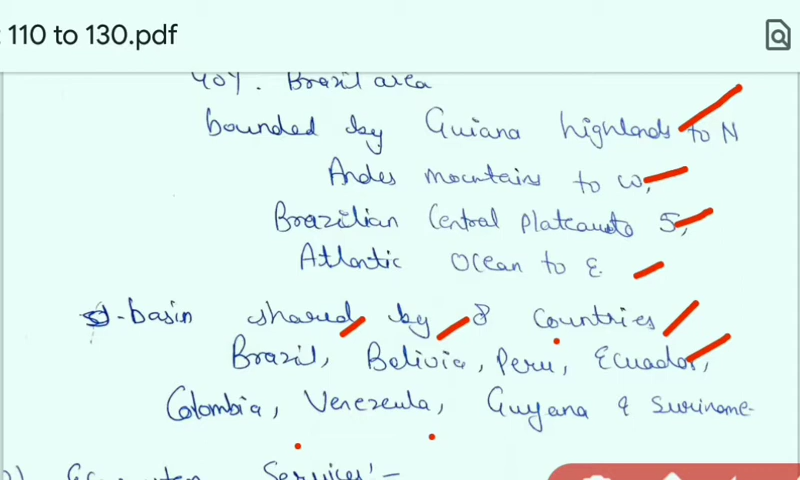 : 110 to 130.pdf
40%. Brazil area
bounded by Guiana highlands to N
Andes mountains to W,
Brazilian Central Plateau to S,
Atlantic Ocean to E.
-basin shared by 8 Countries
Brazil, Bolivia, Peru, Ecuador,
Colombia, Venezeula, Guyana & Suriname-
Services:-